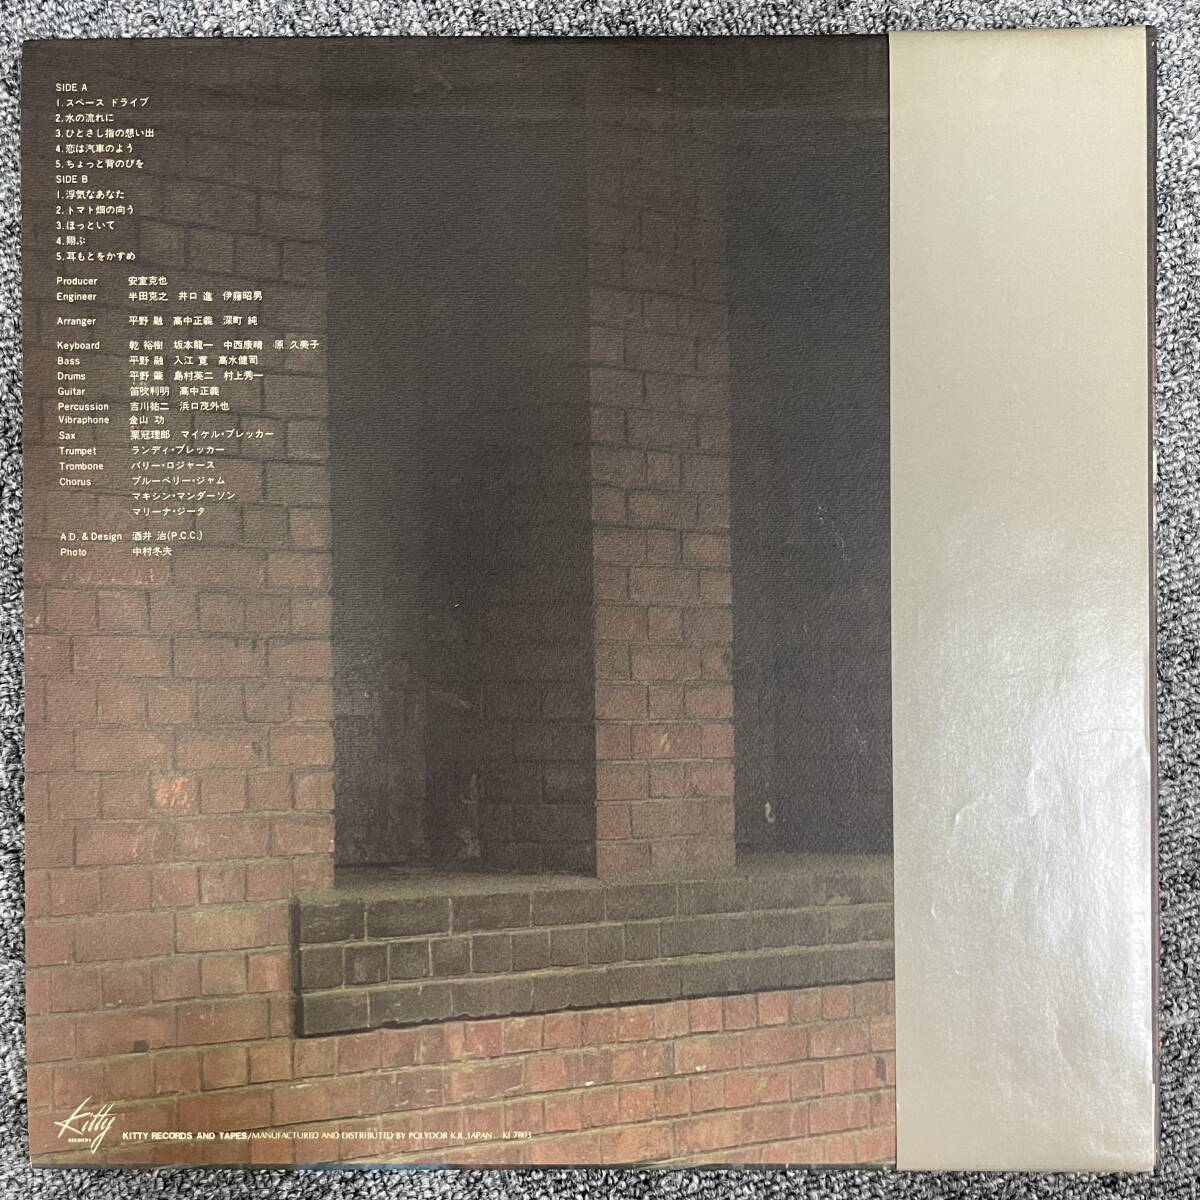 SIDE A
1. スペース ドライブ
2. 水の流れに
3. ひとさし指の想い出
4. 恋は汽車のよう
5. ちょっと背のびを
SIDE B
1. 浮気なあなた
2. トマト畑の向う
3. ほっといて
4. 翔ぶ
5. 耳もとをかすめ
Producer 安室克也
Engineer 半田克之 井口 進 伊藤昭男
Arranger 平野 融 高中正義 深町 純
Keyboard 乾 裕樹 坂本龍一 中西康晴 原 久美子
Bass 平野 融 入江 寛 高水健司
Drums 平野 肇 島村英二 村上秀一
Guitar 笛吹利明 高中正義
Percussion 吉川祐二 浜口茂外也
Vibraphone 金山 功
Sax 栗冠理郎 マイケル・ブレッカー
Trumpet ランディ・ブレッカー
Trombone バリー・ロジャース
Chorus ブルーベリー・ジャム
マキシン・マンダーソン
マリーナ・ジータ
A.D. & Design 酒井 治(P.C.C.)
Photo 中村冬夫
Kitty
RECORDS
KITTY RECORDS AND TAPES/MANUFACTURED AND DISTRIBUTED BY POLYDOR K.K., JAPAN.